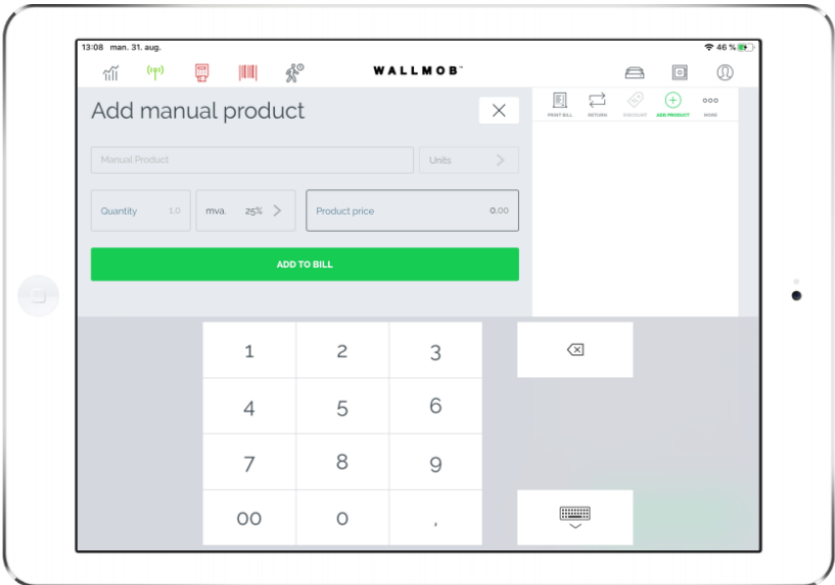 13:08 man. 31. aug.
46 %
WALLMOB™
Add manual product
PRINT BILL RETURN DISCOUNT ADD PRODUCT MORE
Manual Product
Units
Quantity 1,0
mva. 25%
Product price 0,00
ADD TO BILL
1 2 3
4 5 6
7 8 9
00 0 ,